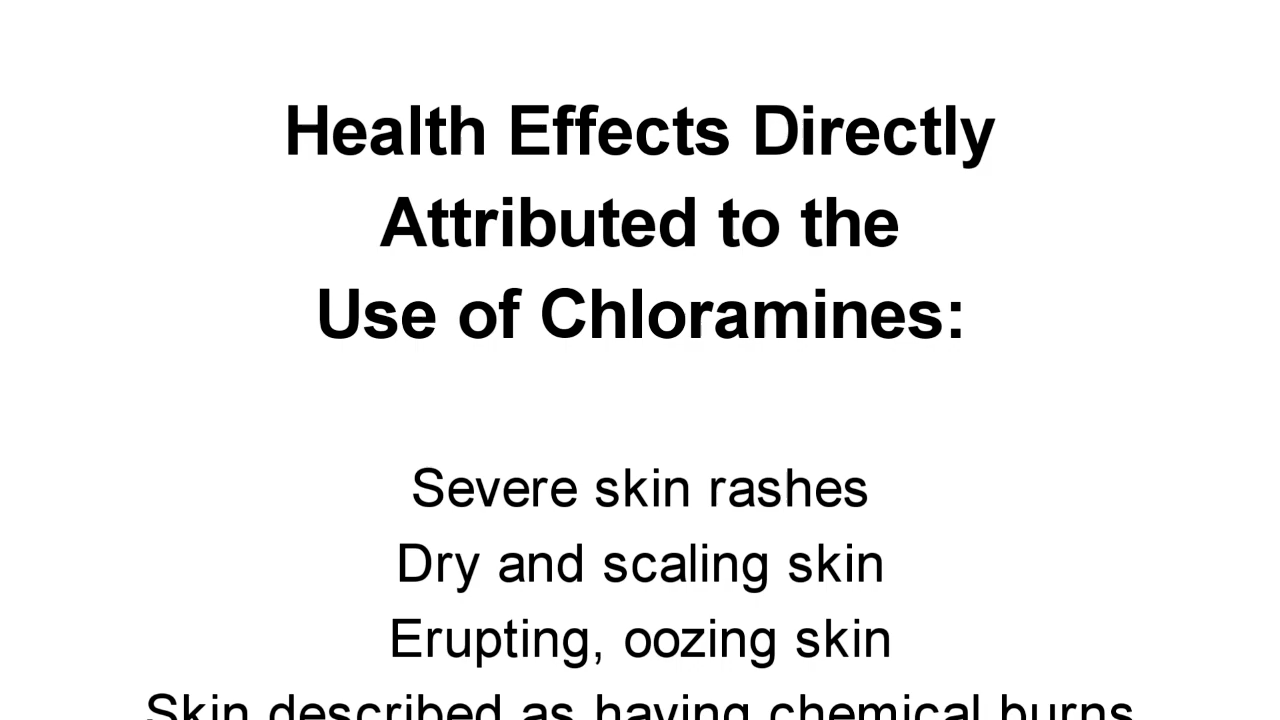 Health Effects Directly
Attributed to the
Use of Chloramines:
Severe skin rashes
Dry and scaling skin
Erupting, oozing skin
Skin described as having chemical burns